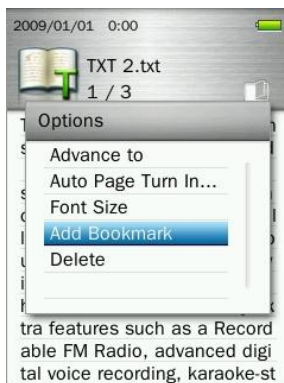 2009/01/01 0:00
TXT 2.txt
1 / 3
Options
Advance to
Auto Page Turn In...
Font Size
Add Bookmark
Delete
tra features such as a Record
able FM Radio, advanced digi
tal voice recording, karaoke-st